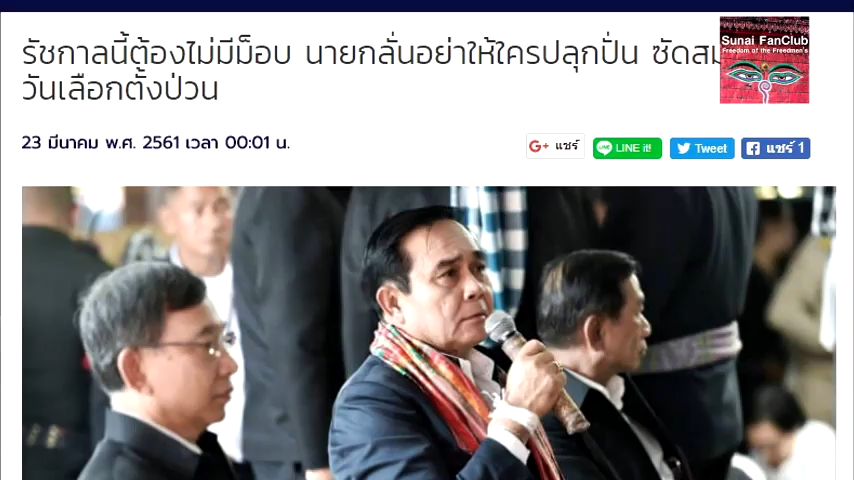 รัชกาลนี้ต้องไม่มีม็อบ นายกลั่นอย่าให้ใครปลุกปั่น ซัดสม
วันเลือกตั้งป่วน
Sunai FanClub
Freedom of the Freedmen's
23 มีนาคม พ.ศ. 2561 เวลา 00:01 น.
G+ แชร์
LINE LINE it!
Tweet
f แชร์ 1